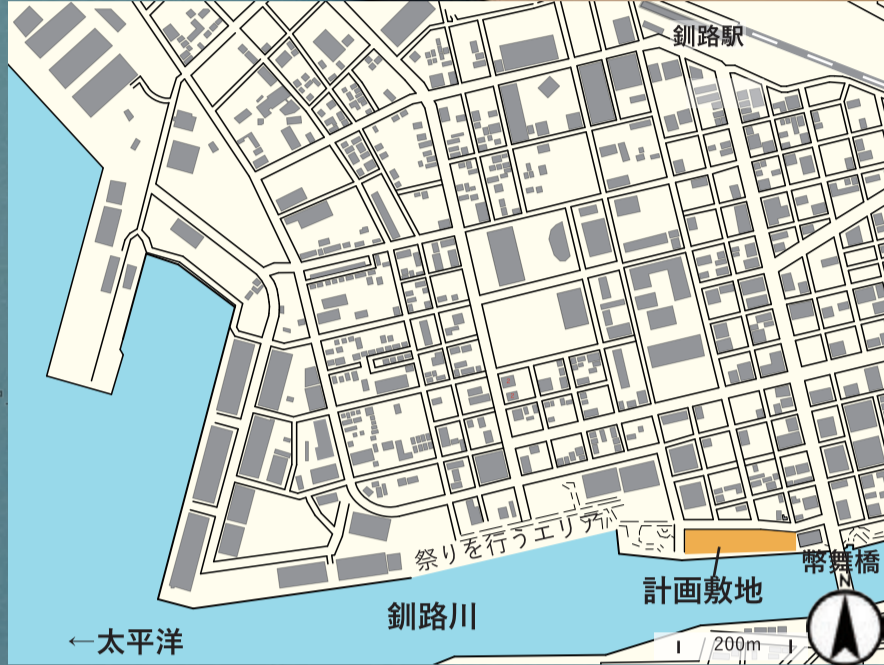 釧路駅
祭りを行うエリア
幣舞橋
計画敷地
釧路川
←太平洋
N
200m